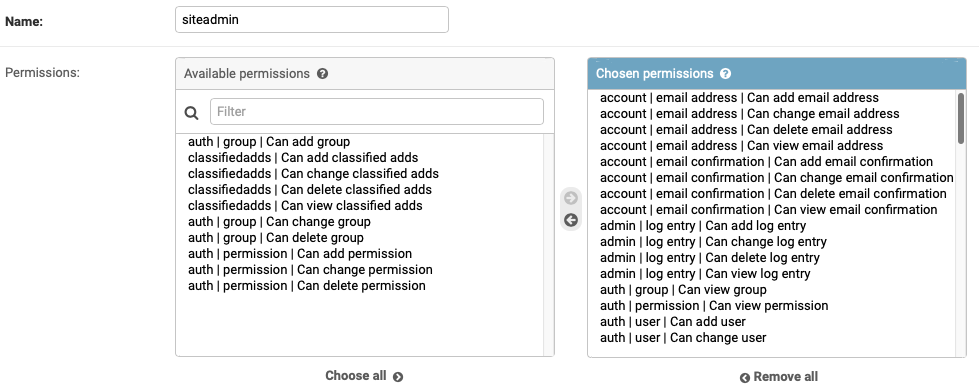 Name:
siteadmin
Permissions:
Available permissions ?
Filter
auth | group | Can add group
classifiedadds | Can add classified adds
classifiedadds | Can change classified adds
classifiedadds | Can delete classified adds
classifiedadds | Can view classified adds
auth | group | Can change group
auth | group | Can delete group
auth | permission | Can add permission
auth | permission | Can change permission
auth | permission | Can delete permission
Choose all
Chosen permissions ?
account | email address | Can add email address
account | email address | Can change email address
account | email address | Can delete email address
account | email address | Can view email address
account | email confirmation | Can add email confirmation
account | email confirmation | Can change email confirmation
account | email confirmation | Can delete email confirmation
account | email confirmation | Can view email confirmation
admin | log entry | Can add log entry
admin | log entry | Can change log entry
admin | log entry | Can delete log entry
admin | log entry | Can view log entry
auth | group | Can view group
auth | permission | Can view permission
auth | user | Can add user
auth | user | Can change user
Remove all